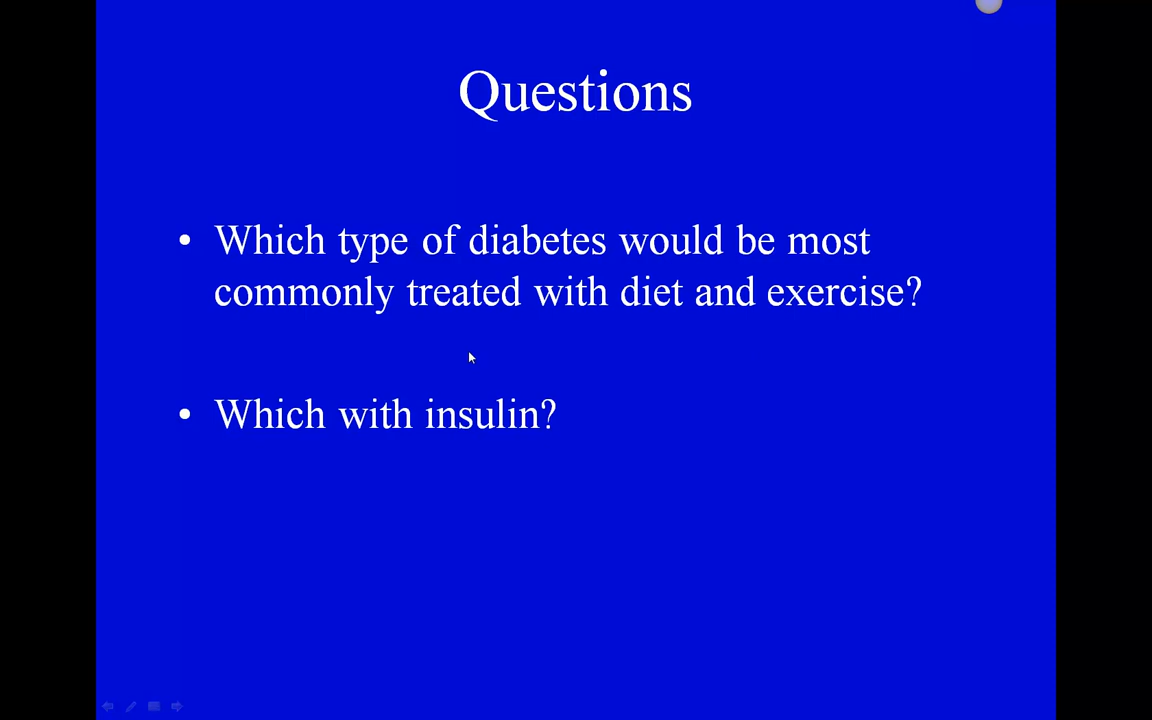 Questions
• Which type of diabetes would be most
commonly treated with diet and exercise?
• Which with insulin?